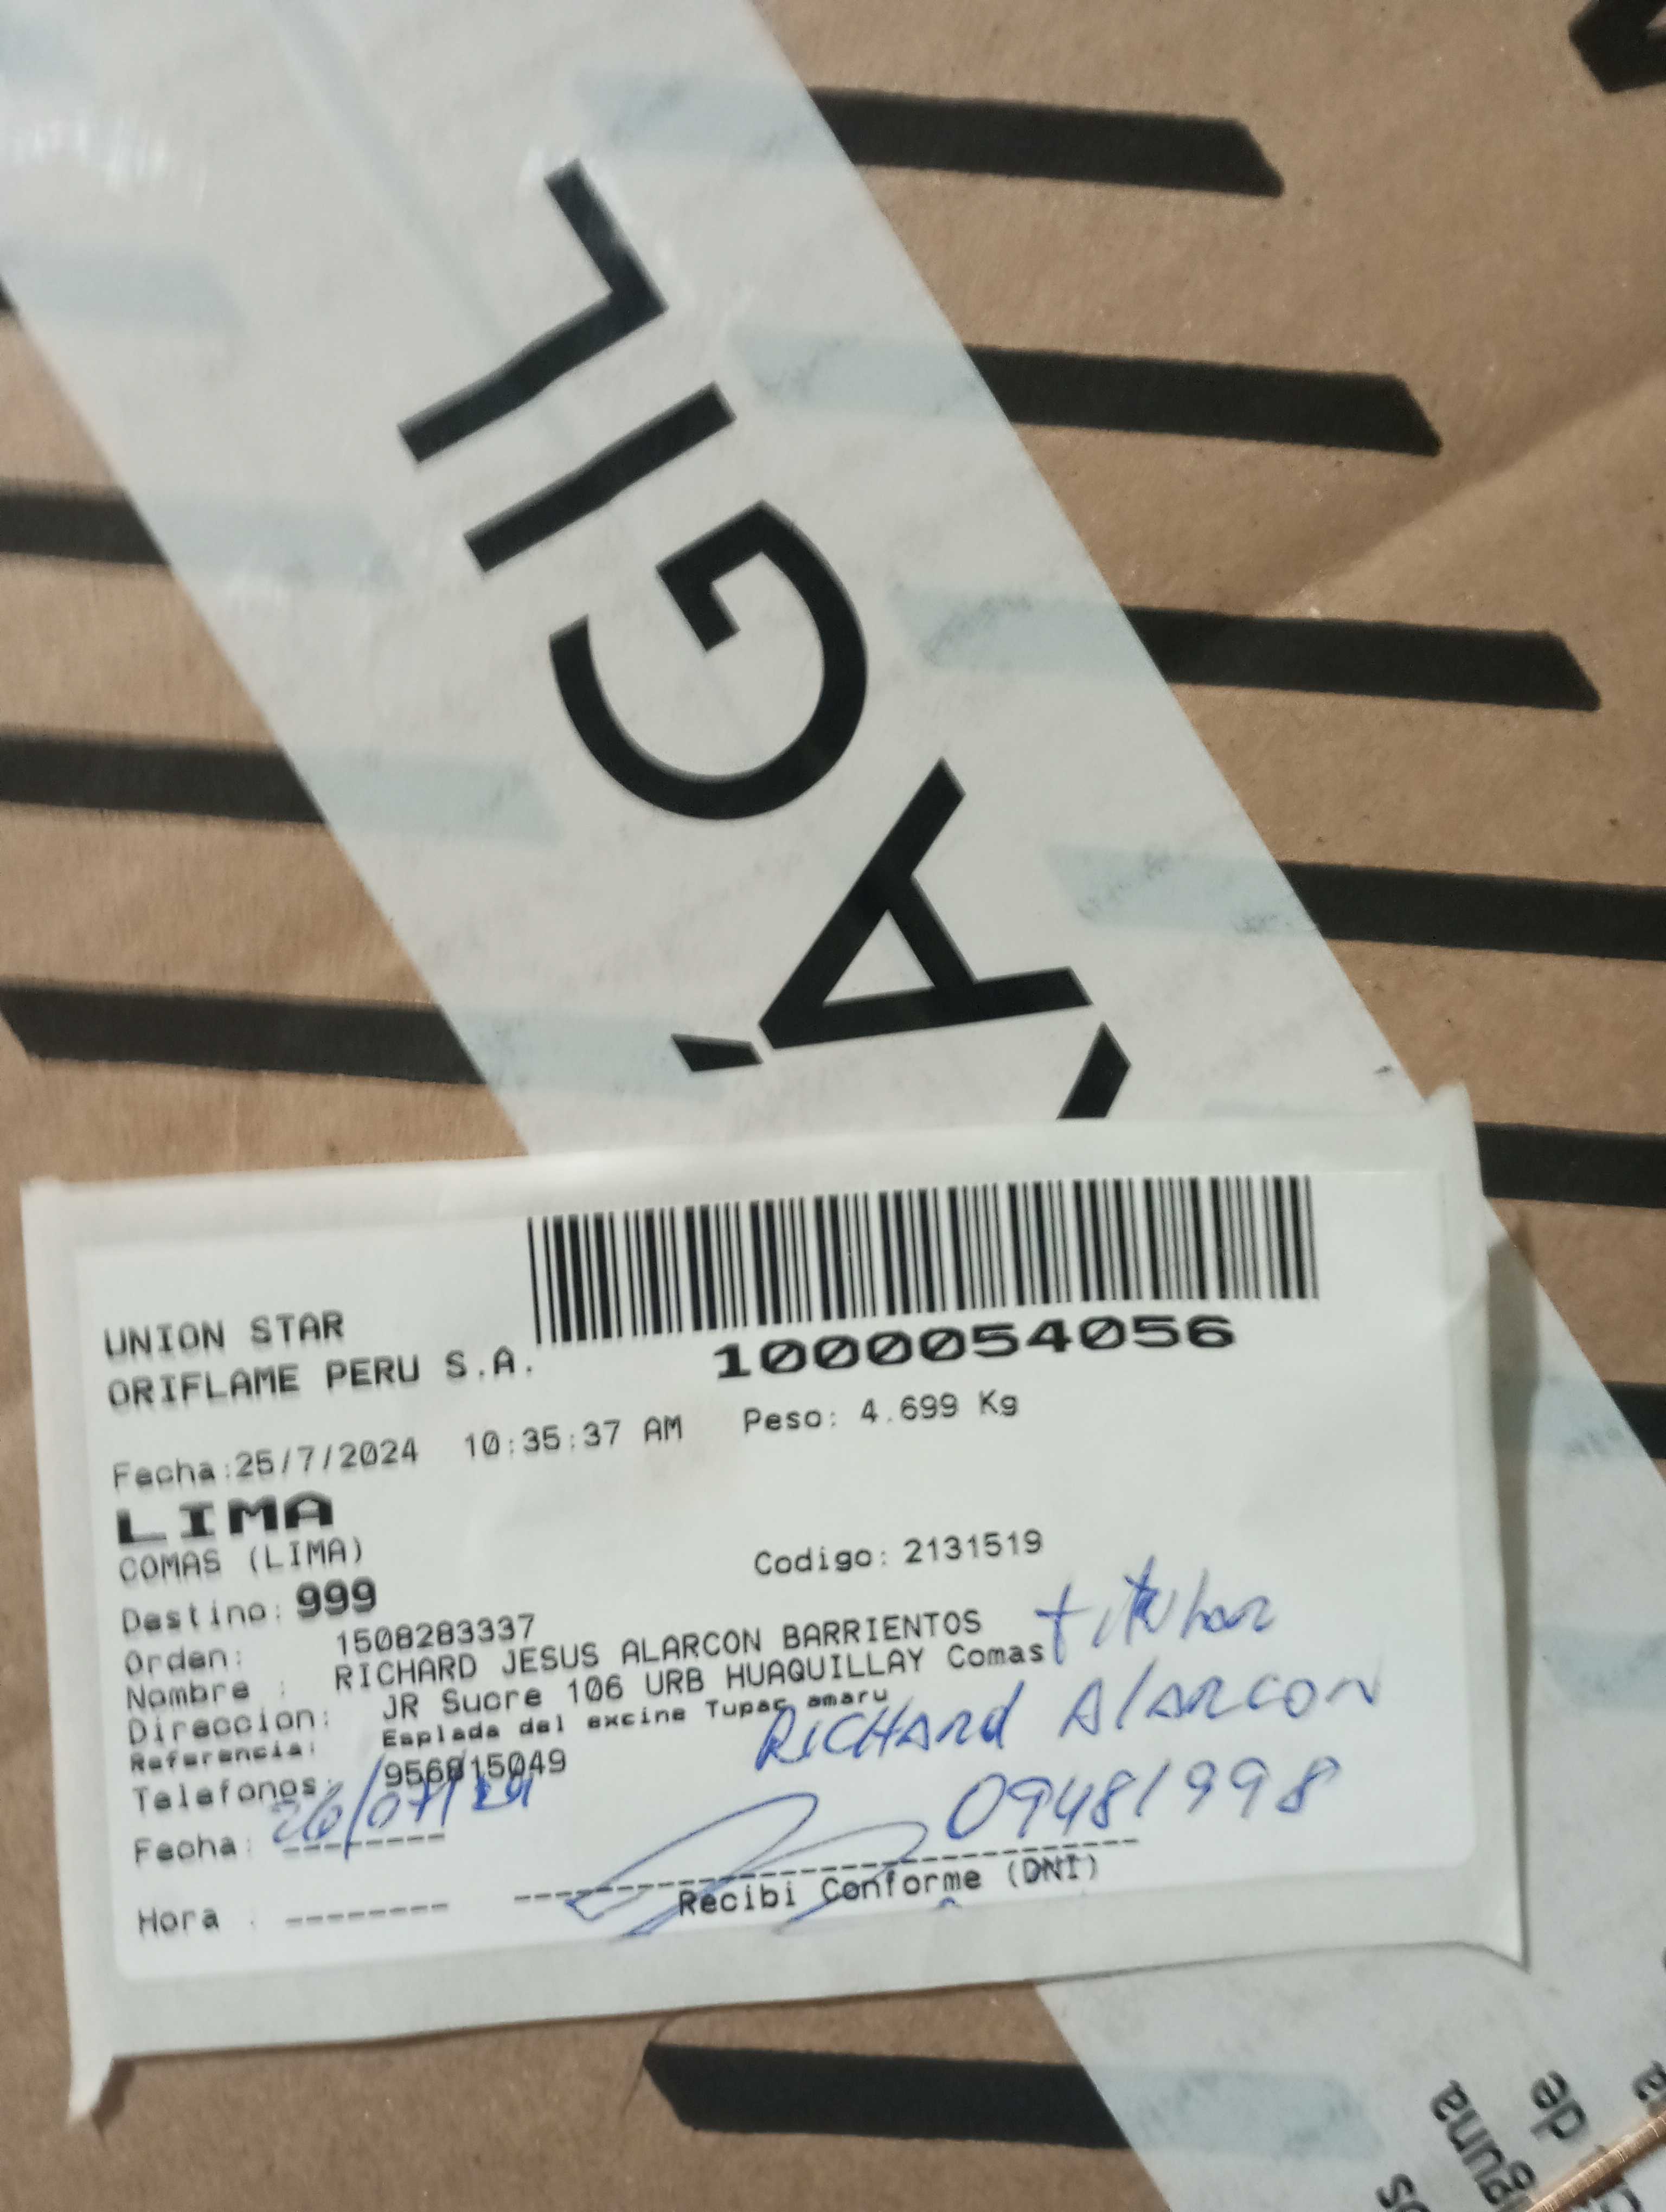 FRÁGIL
UNION STAR
ORIFLAME PERU S.A.
1000054056
Fecha:25/7/2024 10:35:37 AM Peso: 4.699 Kg
LIMA
COMAS (LIMA)
Codigo: 2131519
Destino: 999
Orden: 1508283337
Nombre : RICHARD JESUS ALARCON BARRIENTOS
titular
Direccion: JR Sucre 106 URB HUAQUILLAY Comas
Referencia: Esplada del excine Tupac amaru
RICHARD ALARCON
Telefonos: 956815049
Fecha: 26/07/24
09481998
Hora :
Recibi Conforme (DNI)
de